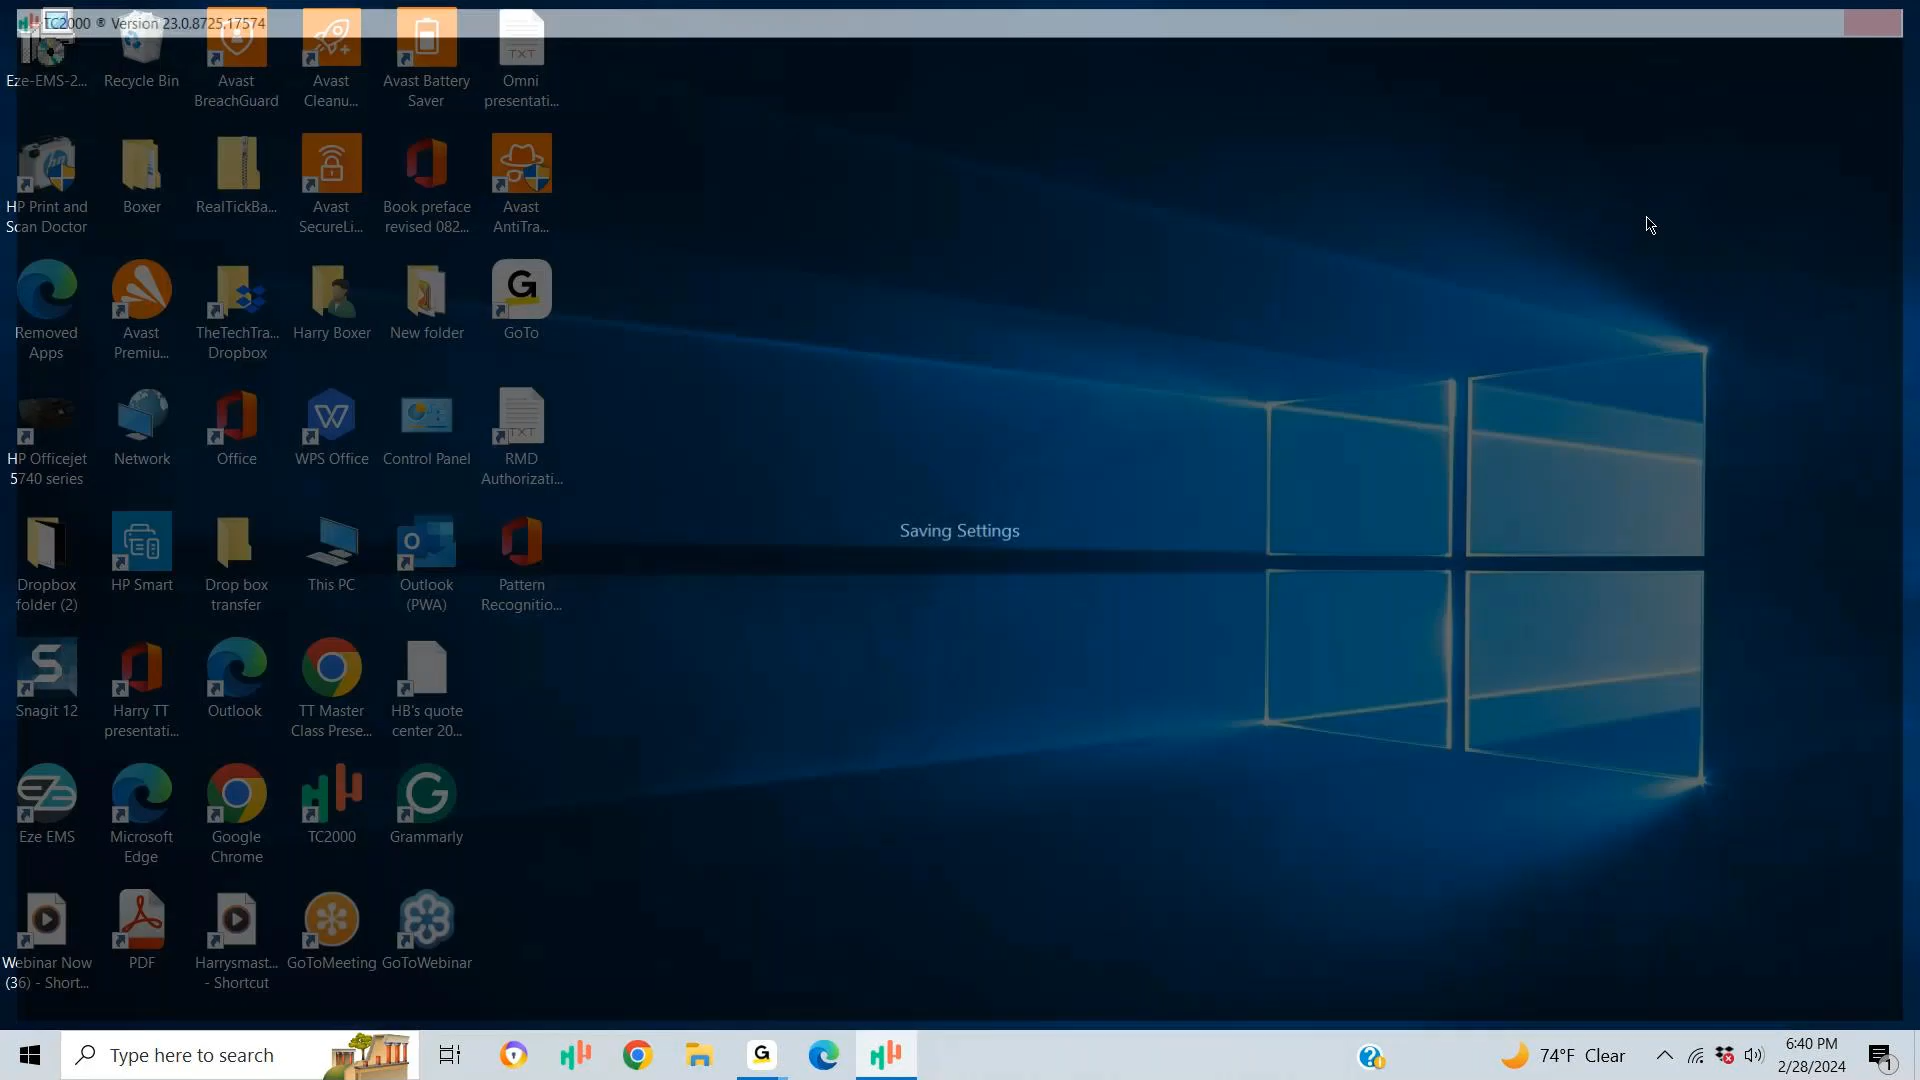 TC2000 ® Version 23.0.8725.17574
Eze-EMS-2...
Recycle Bin
Avast
BreachGuard
Avast
Cleanu...
Avast Battery
Saver
TXT
Omni
presentati...
hp
HP Print and
Scan Doctor
Boxer
RealTickBa...
Avast
SecureLi...
Book preface
revised 082...
Avast
AntiTra...
Removed
Apps
Avast
Premiu...
TheTechTra...
Dropbox
Harry Boxer
New folder
G
GoTo
HP Officejet
5740 series
Network
Office
W
WPS Office
Control Panel
TXT
RMD
Authorizati...
Saving Settings
Dropbox
folder (2)
HP Smart
Drop box
transfer
This PC
O
Outlook
(PWA)
Pattern
Recognitio...
S
Snagit 12
Harry TT
presentati...
Outlook
TT Master
Class Prese...
HB's quote
center 20...
Eze EMS
Microsoft
Edge
Google
Chrome
TC2000
G
Grammarly
Webinar Now
(36) - Short...
PDF
Harrysmast...
- Shortcut
GoToMeeting
GoToWebinar
Type here to search
G
74°F Clear
6:40 PM
2/28/2024
1